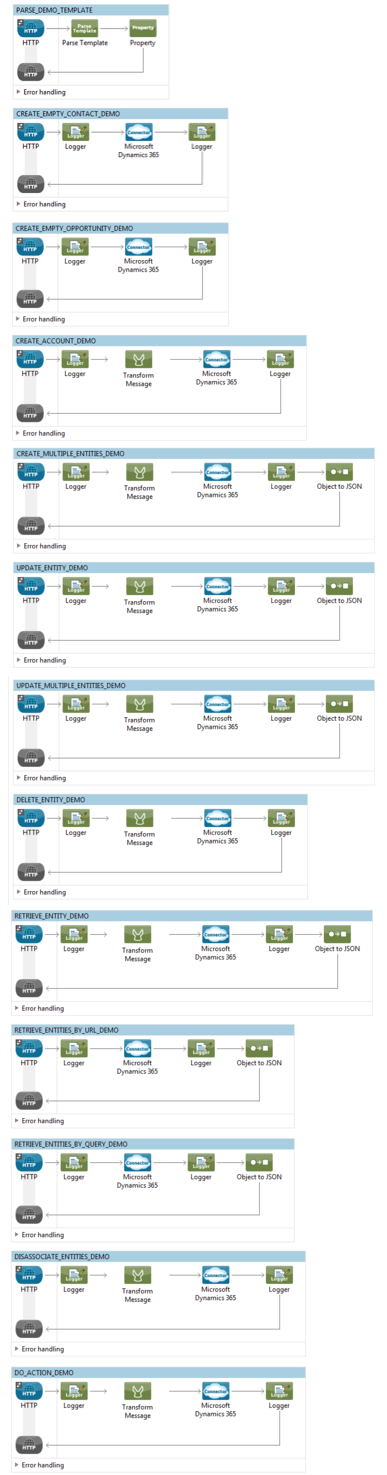 PARSE_DEMO_TEMPLATE
HTTP Parse Template Property
HTTP Parse Template Property
HTTP
Error handling
CREATE_EMPTY_CONTACT_DEMO
HTTP Logger Connector Logger
HTTP Logger Microsoft Logger
Dynamics 365
HTTP
Error handling
CREATE_EMPTY_OPPORTUNITY_DEMO
HTTP Logger Connector Logger
HTTP Logger Microsoft Logger
Dynamics 365
HTTP
Error handling
CREATE_ACCOUNT_DEMO
HTTP Logger Connector Logger
HTTP Logger Transform Microsoft Logger
Message Dynamics 365
HTTP
Error handling
CREATE_MULTIPLE_ENTITIES_DEMO
HTTP Logger Connector Logger
HTTP Logger Transform Microsoft Logger Object to JSON
Message Dynamics 365
HTTP
Error handling
UPDATE_ENTITY_DEMO
HTTP Logger Connector Logger
HTTP Logger Transform Microsoft Logger Object to JSON
Message Dynamics 365
HTTP
Error handling
UPDATE_MULTIPLE_ENTITIES_DEMO
HTTP Logger Connector Logger
HTTP Logger Transform Microsoft Logger Object to JSON
Message Dynamics 365
HTTP
Error handling
DELETE_ENTITY_DEMO
HTTP Logger Connector Logger
HTTP Logger Transform Microsoft Logger
Message Dynamics 365
HTTP
Error handling
RETRIEVE_ENTITY_DEMO
HTTP Logger Connector Logger
HTTP Logger Transform Microsoft Logger Object to JSON
Message Dynamics 365
HTTP
Error handling
RETRIEVE_ENTITIES_BY_URL_DEMO
HTTP Logger Connector Logger
HTTP Logger Microsoft Logger Object to JSON
Dynamics 365
HTTP
Error handling
RETRIEVE_ENTITIES_BY_QUERY_DEMO
HTTP Logger Connector Logger
HTTP Logger Microsoft Logger Object to JSON
Dynamics 365
HTTP
Error handling
DISASSOCIATE_ENTITIES_DEMO
HTTP Logger Connector Logger
HTTP Logger Transform Microsoft Logger
Message Dynamics 365
HTTP
Error handling
DO_ACTION_DEMO
HTTP Logger Connector Logger
HTTP Logger Transform Microsoft Logger
Message Dynamics 365
HTTP
Error handling